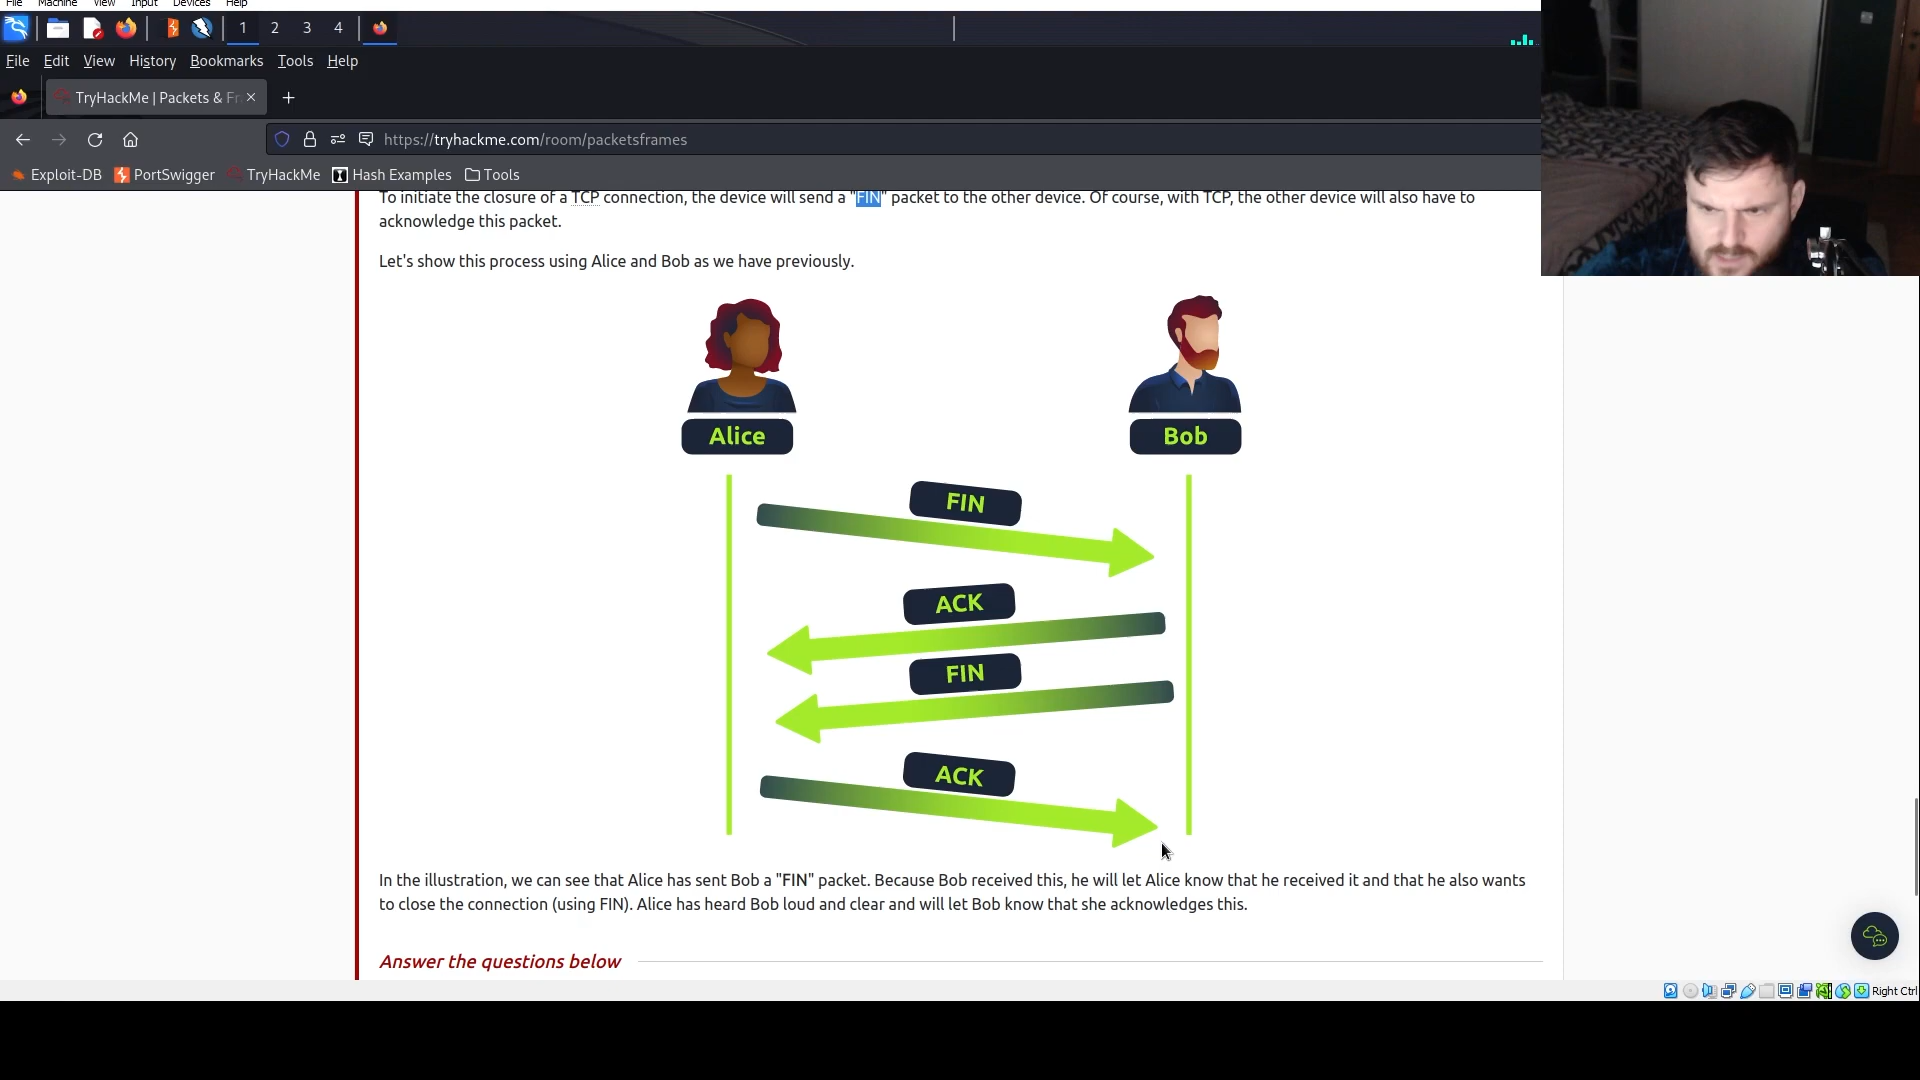 File Machine View Input Devices Help
1 2 3 4
File Edit View History Bookmarks Tools Help
TryHackMe | Packets & Fr
https://tryhackme.com/room/packetsframes
Exploit-DB PortSwigger TryHackMe Hash Examples Tools
To initiate the closure of a TCP connection, the device will send a "FIN" packet to the other device. Of course, with TCP, the other device will also have to
acknowledge this packet.
Let's show this process using Alice and Bob as we have previously.
Alice Bob
FIN
ACK
FIN
ACK
In the illustration, we can see that Alice has sent Bob a "FIN" packet. Because Bob received this, he will let Alice know that he received it and that he also wants
to close the connection (using FIN). Alice has heard Bob loud and clear and will let Bob know that she acknowledges this.
Answer the questions below
Right Ctrl